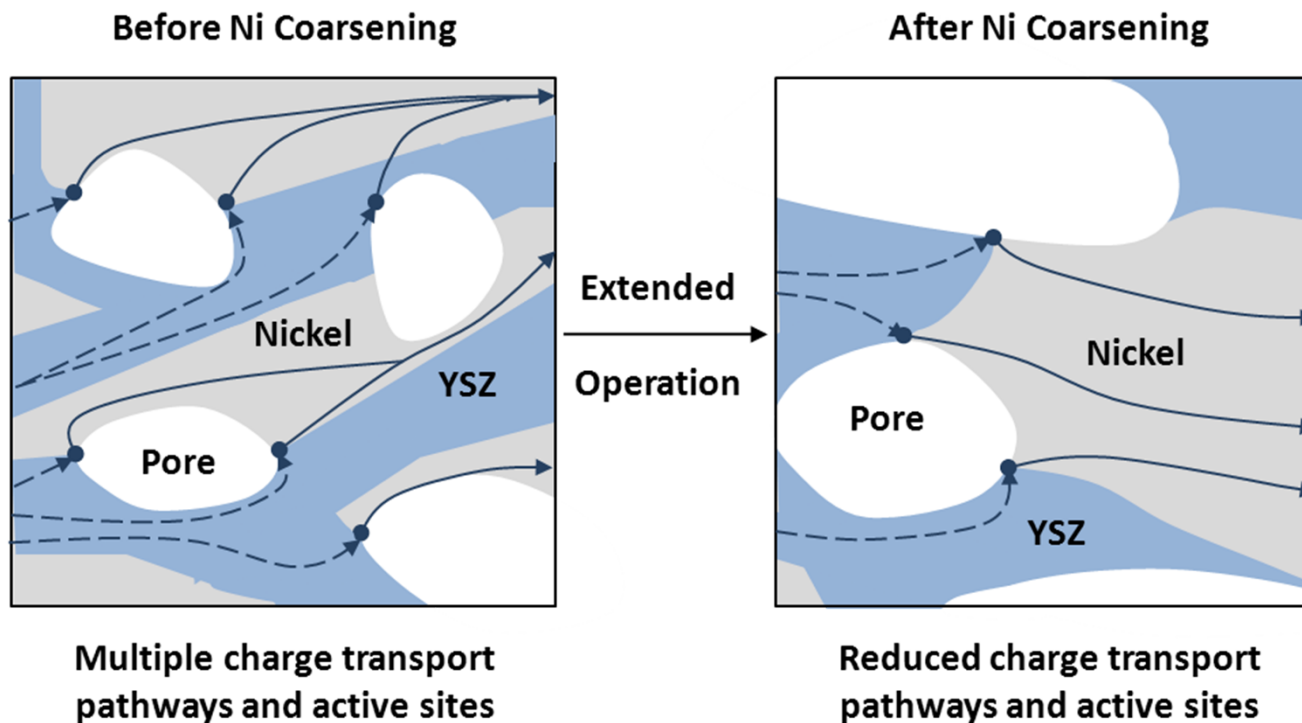 Before Ni Coarsening
After Ni Coarsening
Nickel
YSZ
Pore
Extended
Operation
Nickel
Pore
YSZ
Multiple charge transport
pathways and active sites
Reduced charge transport
pathways and active sites